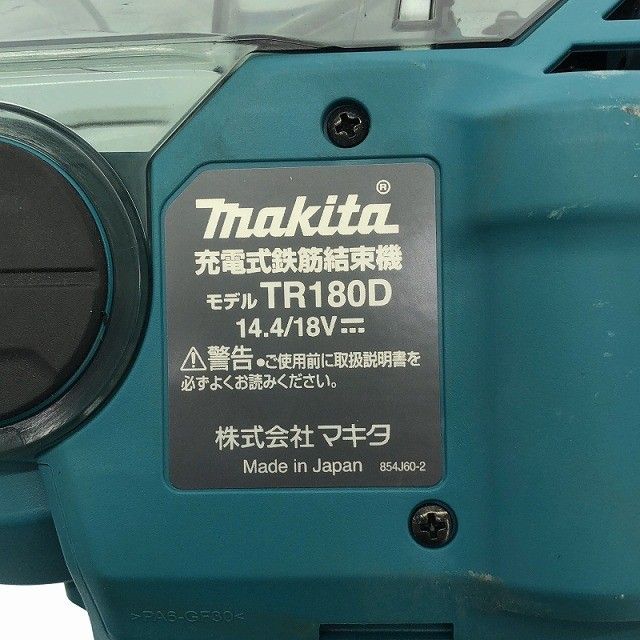 makita®
充電式鉄筋結束機
モデル TR180D
14.4/18V⎓
⚠警告 ●ご使用前に取扱説明書を
必ずよくお読みください。
株式会社マキタ
Made in Japan 854J60-2
>PA6-GF30<